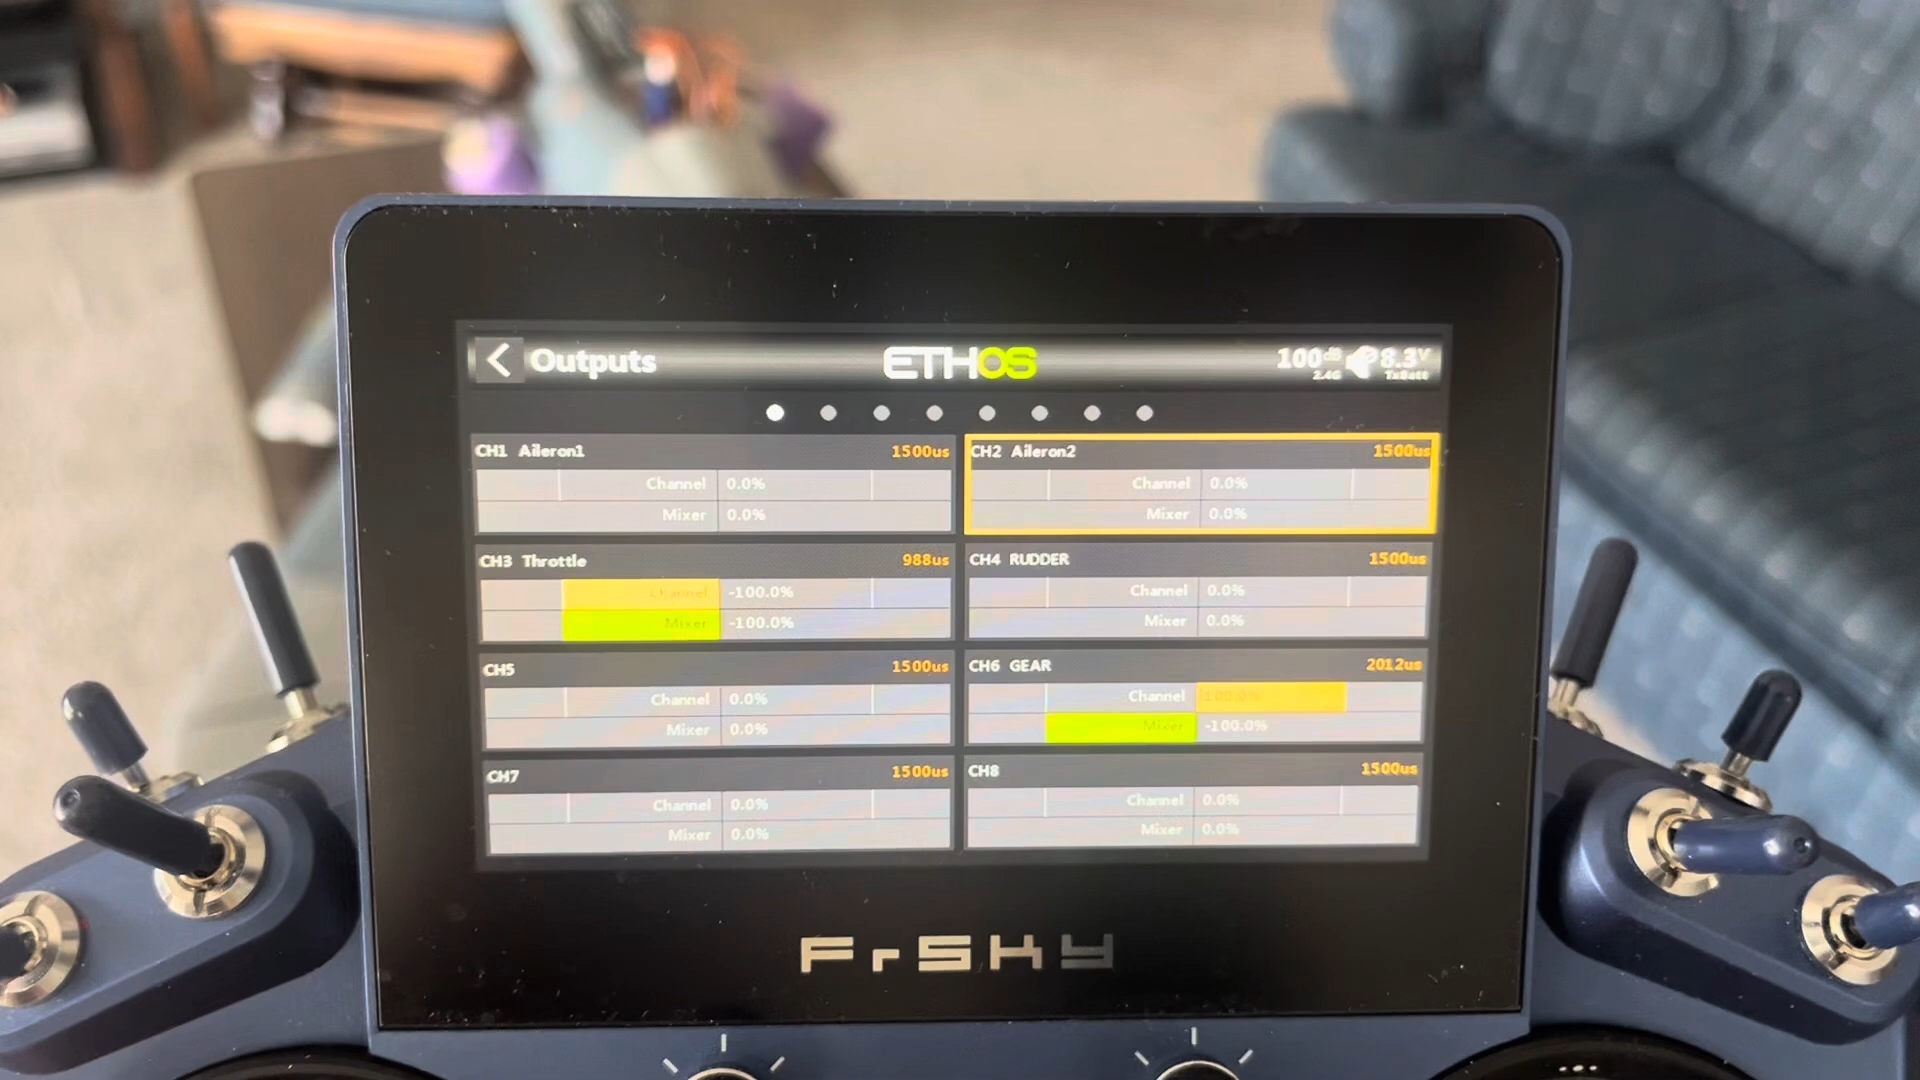 Outputs
ETHOS
100dB
2.4G
8.3V
TxBatt
CH1 Aileron1 1500us
Channel 0.0%
Mixer 0.0%
CH2 Aileron2 1500us
Channel 0.0%
Mixer 0.0%
CH3 Throttle 988us
Channel -100.0%
Mixer -100.0%
CH4 RUDDER 1500us
Channel 0.0%
Mixer 0.0%
CH5 1500us
Channel 0.0%
Mixer 0.0%
CH6 GEAR 2012us
Channel 100.0%
Mixer -100.0%
CH7 1500us
Channel 0.0%
Mixer 0.0%
CH8 1500us
Channel 0.0%
Mixer 0.0%
FrSKY